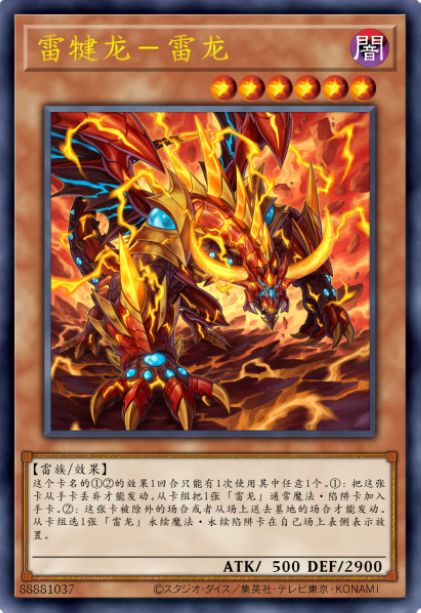 雷犍龙－雷龙
闇
【雷族/效果】
这个卡名的①②的效果1回合只能有1次使用其中任意1个。①：把这张
卡从手卡丢弃才能发动。从卡组把1张「雷龙」通常魔法·陷阱卡加入
手卡。②：这张卡被除外的场合或者从场上送去墓地的场合才能发动。
从卡组选1张「雷龙」永续魔法·永续陷阱卡在自己场上表侧表示放
置。
ATK/ 500 DEF/2900
88881037
©スタジオ・ダイス／集英社・テレビ東京・KONAMI